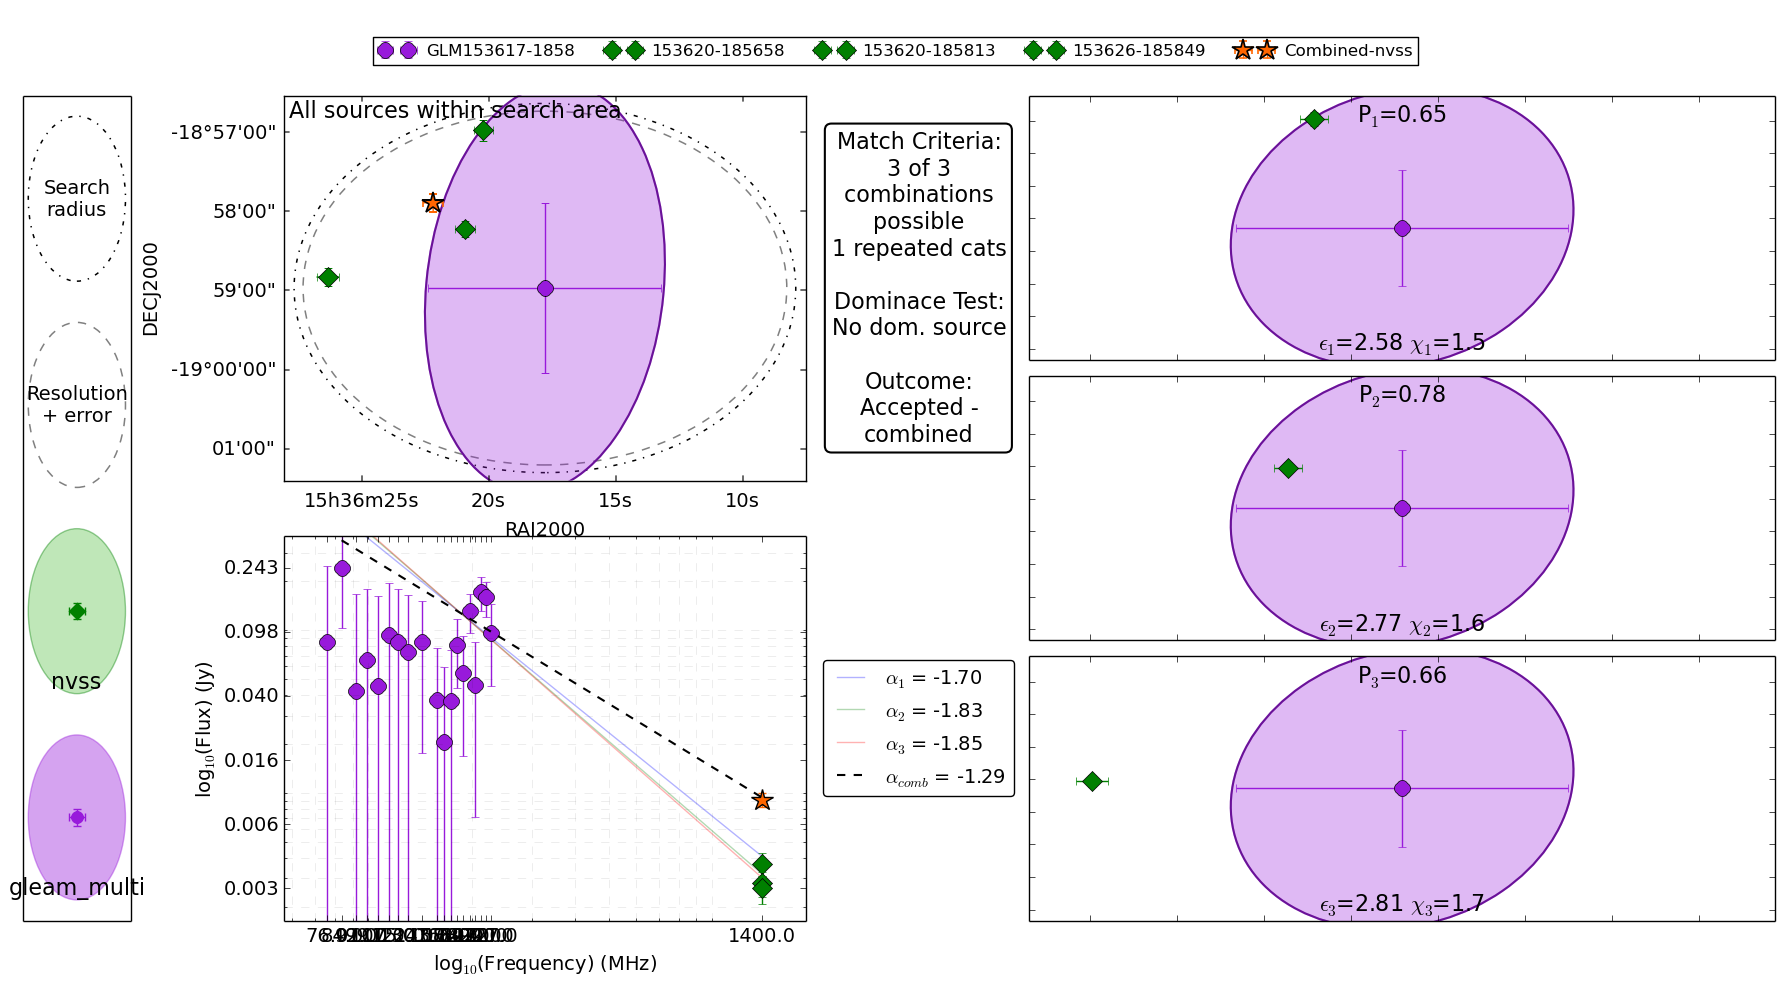 GLM153617-1858 153620-185658 153620-185813 153626-185849 Combined-nvss
Search
radius
Resolution
+ error
nvss
gleam_multi
All sources within search area
DECJ2000
-18°57'00"
58'00"
59'00"
-19°00'00"
01'00"
15h36m25s 20s 15s 10s
RAJ2000
Match Criteria:
3 of 3
combinations
possible
1 repeated cats
Dominace Test:
No dom. source
Outcome:
Accepted -
combined
log₁₀(Flux) (Jy)
0.243
0.098
0.040
0.016
0.006
0.003
1400.0
log₁₀(Frequency) (MHz)
α₁ = -1.70
α₂ = -1.83
α₃ = -1.85
α_comb = -1.29
P₁=0.65
ϵ₁=2.58 χ₁=1.5
P₂=0.78
ϵ₂=2.77 χ₂=1.6
P₃=0.66
ϵ₃=2.81 χ₃=1.7